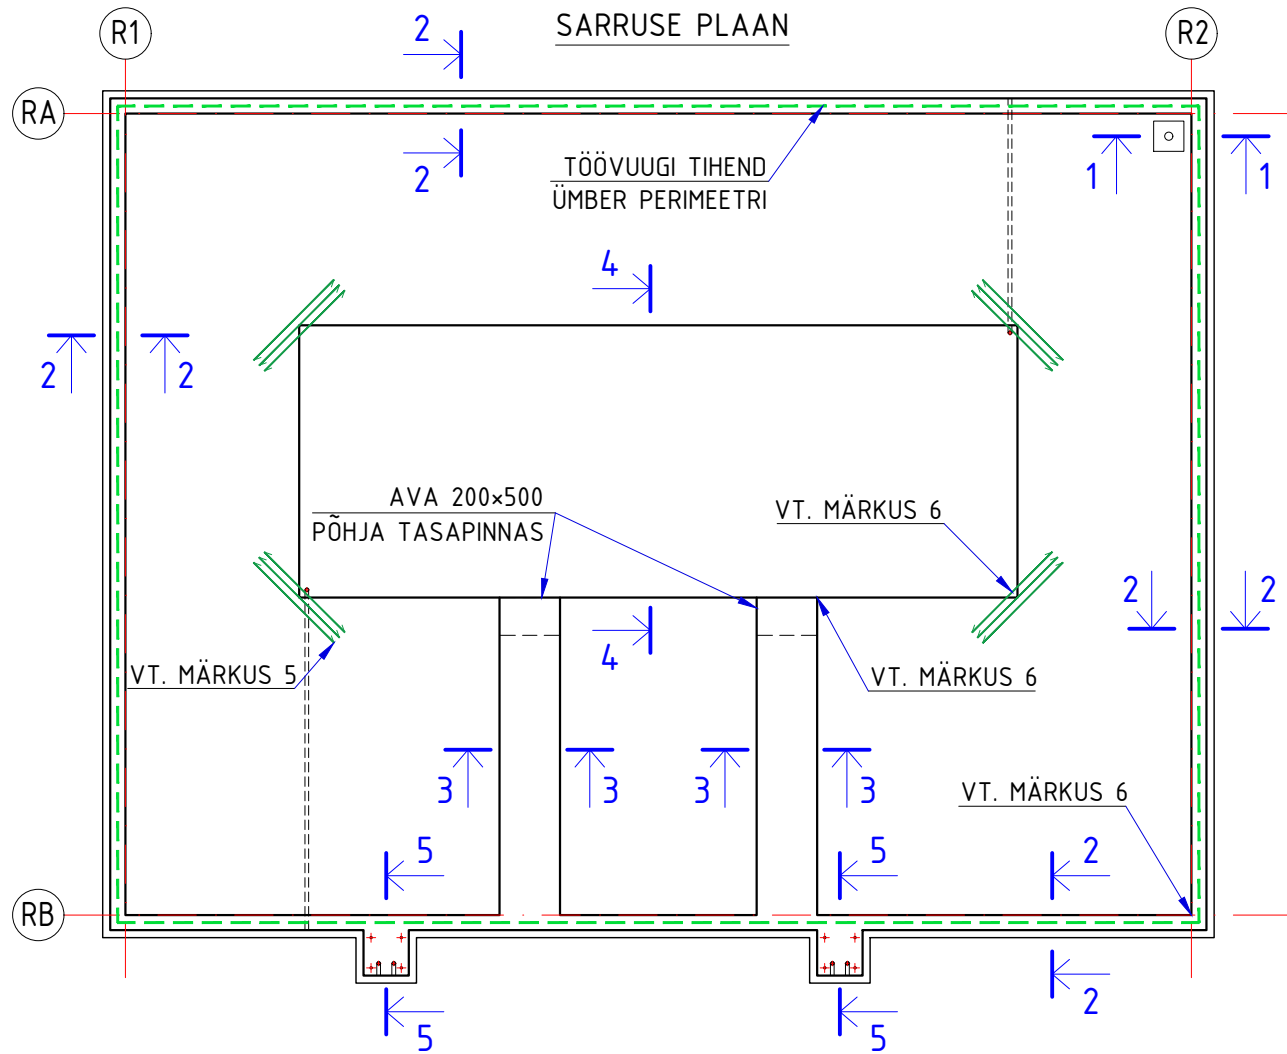 SARRUSE PLAAN
R1
R2
2
RA
2
TÖÖVUUGI TIHEND
ÜMBER PERIMEETRI
1
1
4
2
2
AVA 200×500
PÕHJA TASAPINNAS
VT. MÄRKUS 6
2
2
4
VT. MÄRKUS 5
VT. MÄRKUS 6
3
3
3
3
VT. MÄRKUS 6
5
5
2
RB
2
5
5